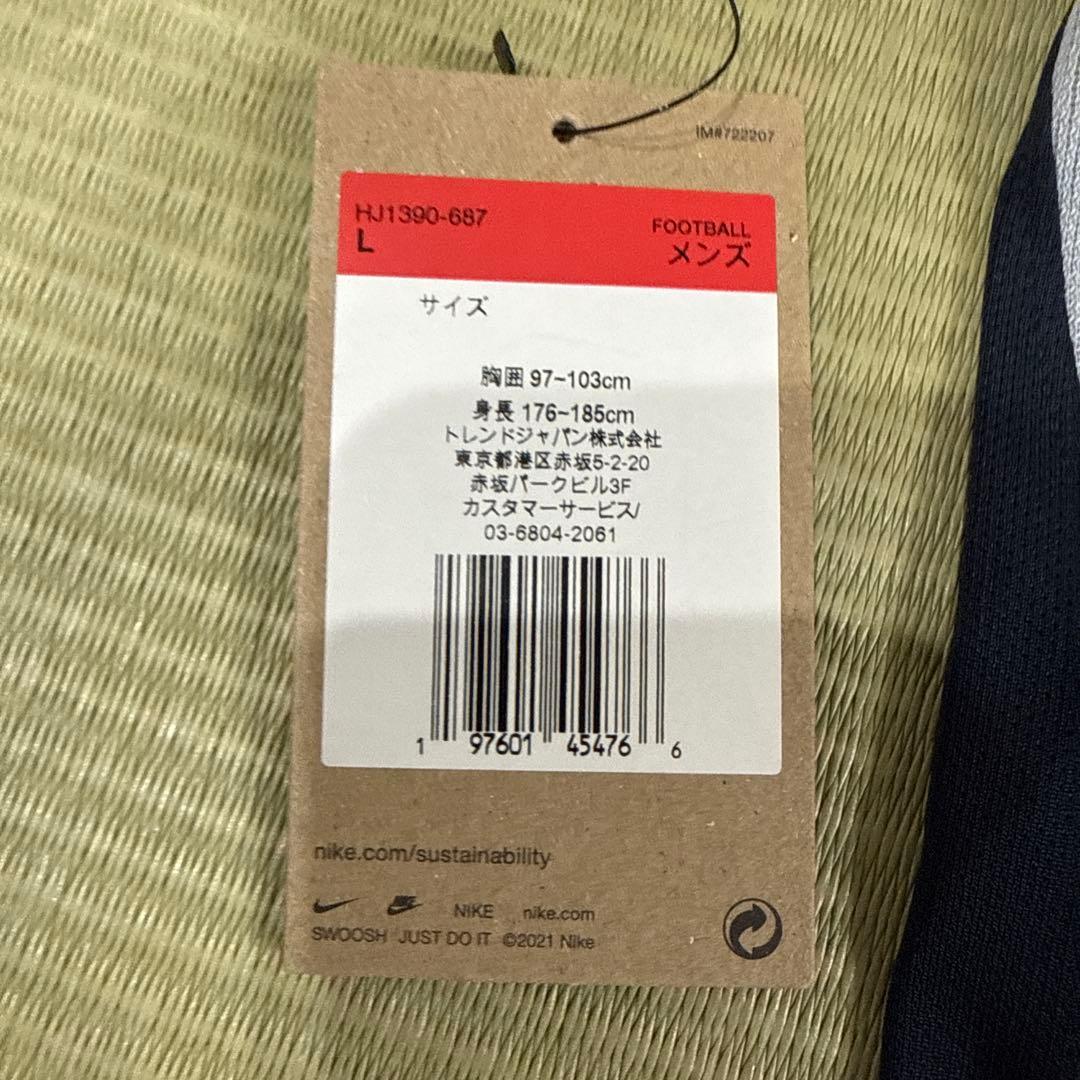 IM#722207
HJ1390-687 FOOTBALL
L メンズ
サイズ
胸囲 97~103cm
身長 176~185cm
トレンドジャパン株式会社
東京都港区赤坂5-2-20
赤坂パークビル3F
カスタマーサービス/
03-6804-2061
1 97601 45476 6
nike.com/sustainability
NIKE nike.com
SWOOSH JUST DO IT ©2021 Nike